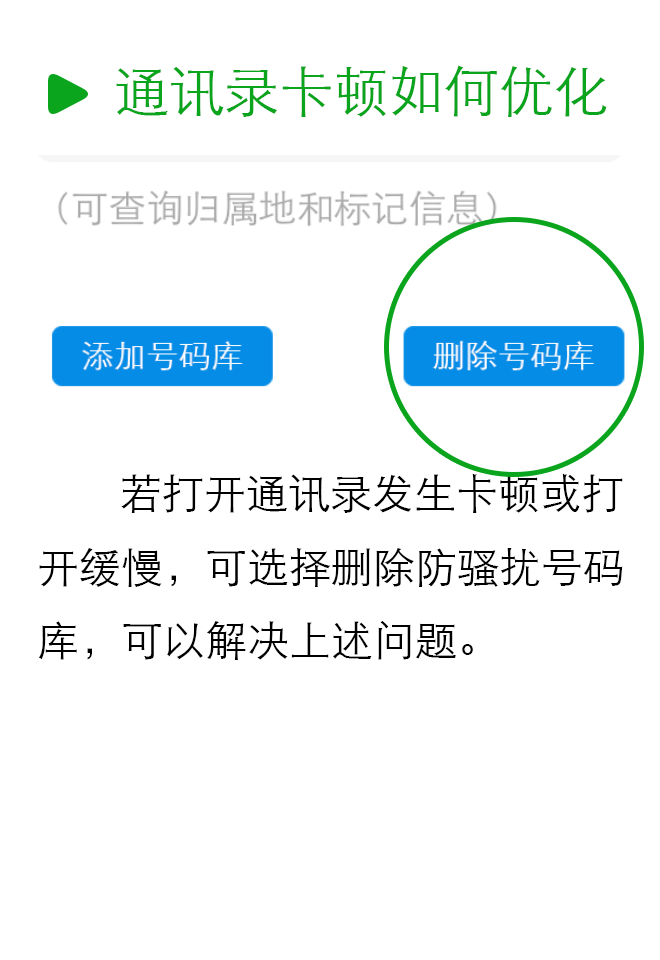 通讯录卡顿如何优化
（可查询归属地和标记信息）
添加号码库
删除号码库
若打开通讯录发生卡顿或打
开缓慢，可选择删除防骚扰号码
库，可以解决上述问题。